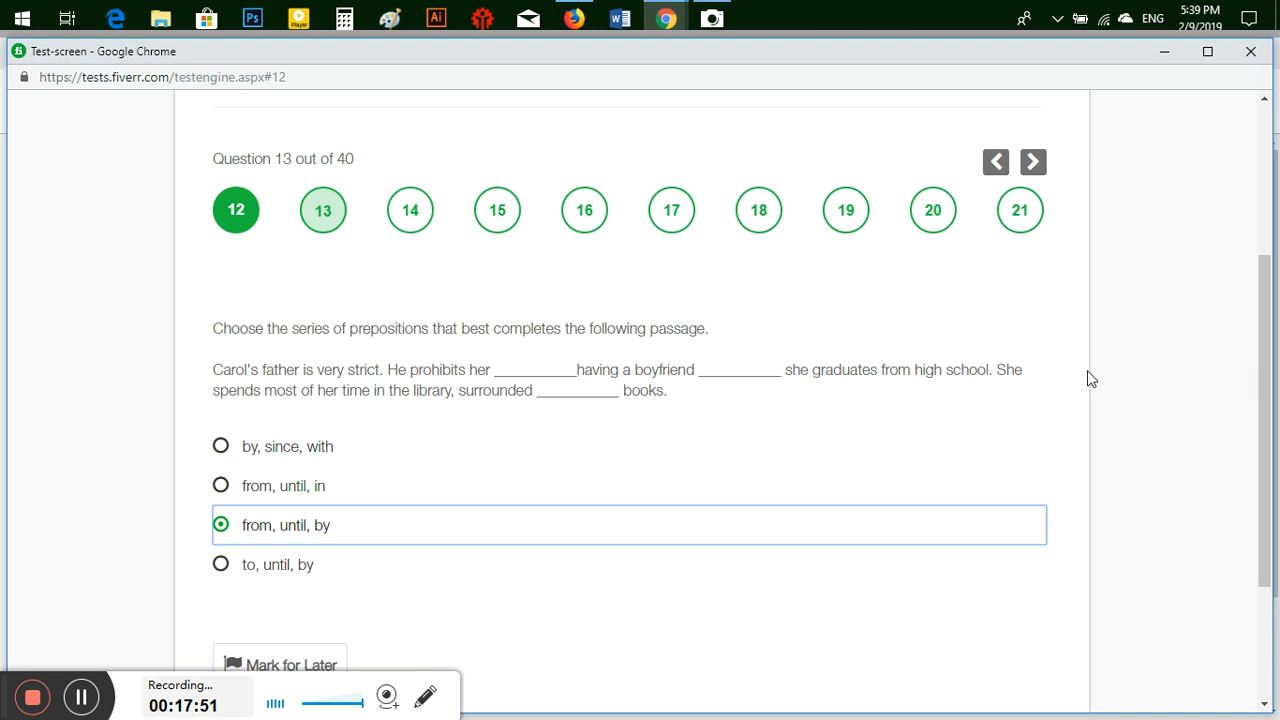 Ps
Player
Ai
ENG
5:39 PM
2/9/2019
Test-screen - Google Chrome
https://tests.fiverr.com/testengine.aspx#12
Question 13 out of 40
12 13 14 15 16 17 18 19 20 21
Choose the series of prepositions that best completes the following passage.
Carol's father is very strict. He prohibits her __________having a boyfriend __________ she graduates from high school. She
spends most of her time in the library, surrounded __________ books.
by, since, with
from, until, in
from, until, by
to, until, by
Mark for Later
Recording...
00:17:51